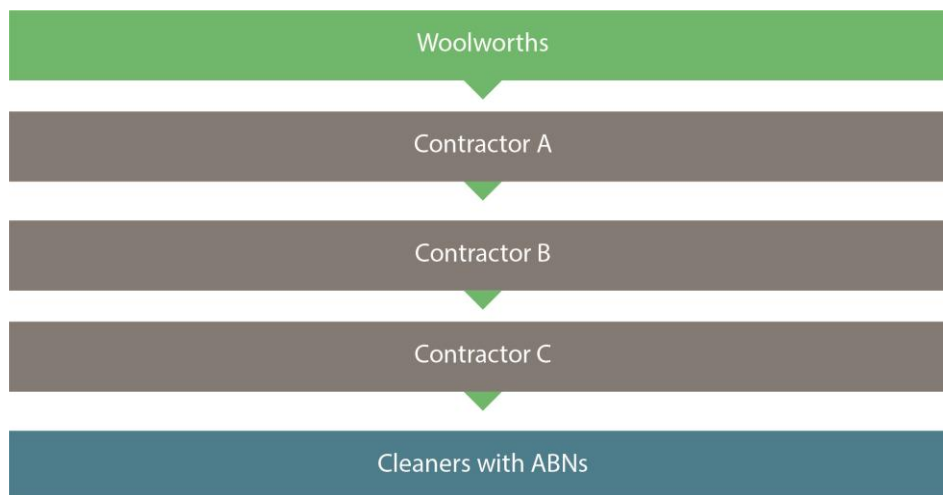 Woolworths
Contractor A
Contractor B
Contractor C
Cleaners with ABNs